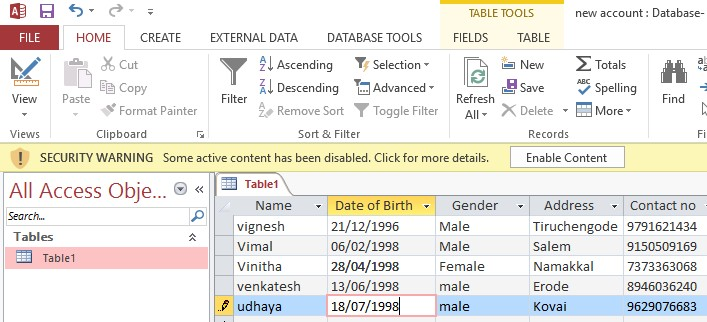 TABLE TOOLS new account : Database-
FILE HOME CREATE EXTERNAL DATA DATABASE TOOLS FIELDS TABLE
View Paste Cut Copy Format Painter Filter Ascending Descending Remove Sort Selection Advanced Toggle Filter Refresh All New Save Delete Totals Spelling More Find
Views Clipboard Sort & Filter Records
SECURITY WARNING Some active content has been disabled. Click for more details. Enable Content
All Access Obje... «
Search...
Tables
Table1
Table1
Name Date of Birth Gender Address Contact no
vignesh 21/12/1996 Male Tiruchengode 9791621434
Vimal 06/02/1998 Male Salem 9150509169
Vinitha 28/04/1998 Female Namakkal 7373363068
venkatesh 13/06/1998 male Erode 8946036240
udhaya 18/07/1998 male Kovai 9629076683